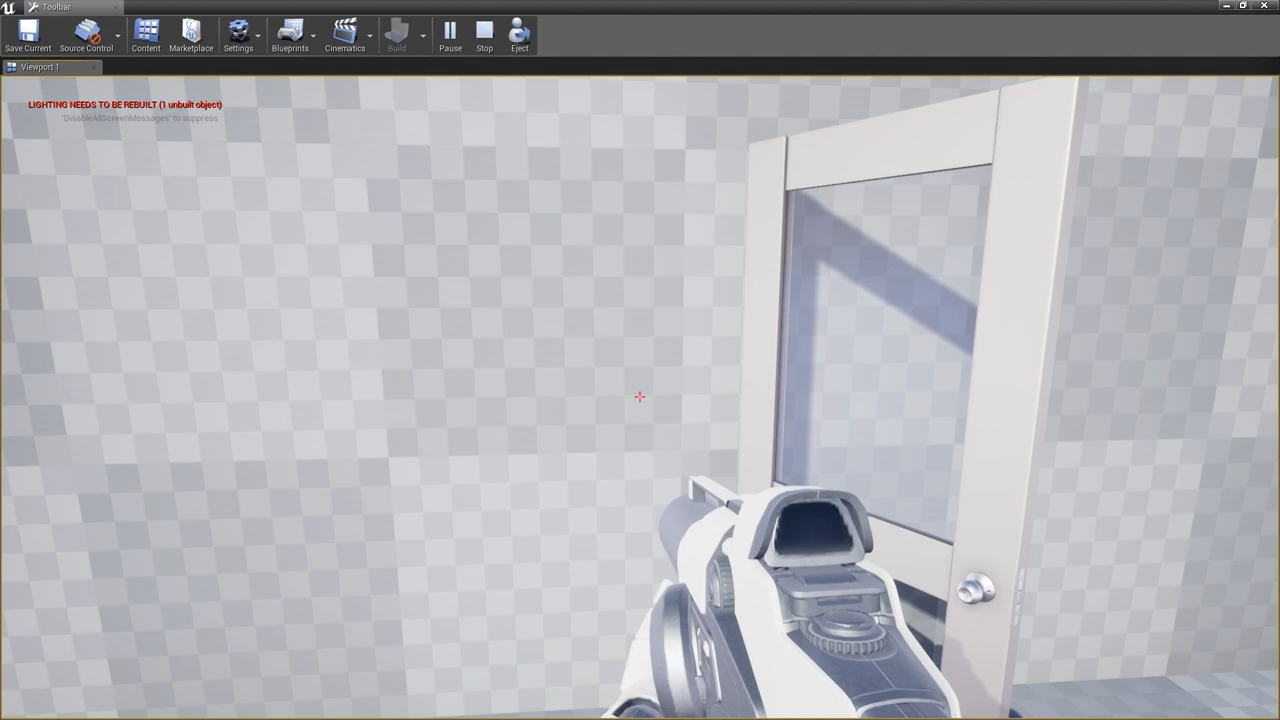 Toolbar
Save Current
Source Control
Content
Marketplace
Settings
Blueprints
Cinematics
Build
Pause
Stop
Eject
Viewport 1
LIGHTING NEEDS TO BE REBUILT (1 unbuilt object)
'DisableAllScreenMessages' to suppress